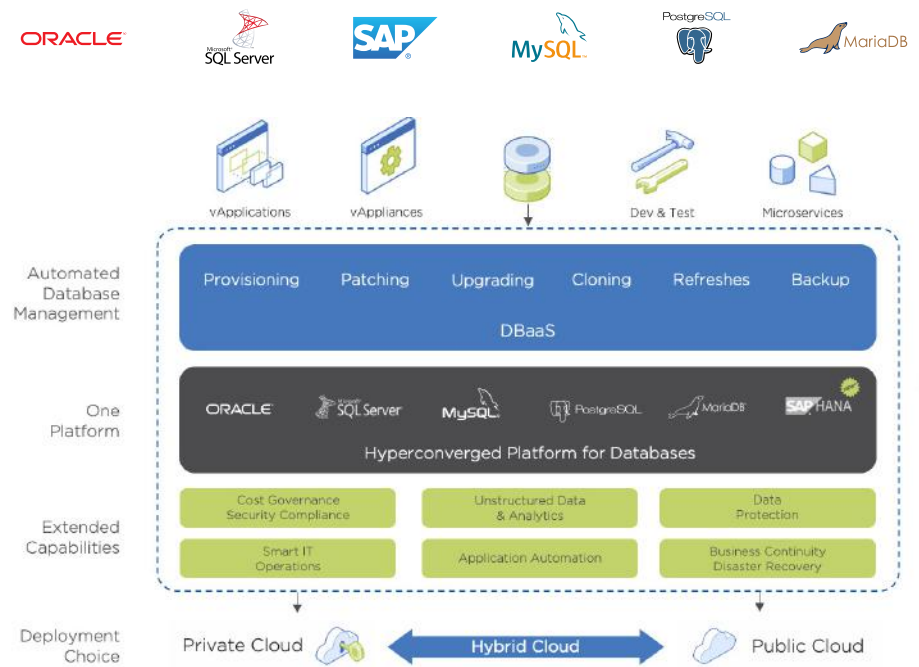 ORACLE
Microsoft
SQL Server
SAP
MySQL
PostgreSQL
MariaDB
vApplications
vAppliances
Dev & Test
Microservices
Automated
Database
Management
Provisioning
Patching
Upgrading
Cloning
Refreshes
Backup
DBaaS
One
Platform
ORACLE
SQL Server
MySQL
PostgreSQL
MariaDB
SAP HANA
Hyperconverged Platform for Databases
Extended
Capabilities
Cost Governance
Security Compliance
Unstructured Data
& Analytics
Data
Protection
Smart IT
Operations
Application Automation
Business Continuity
Disaster Recovery
Deployment
Choice
Private Cloud
Hybrid Cloud
Public Cloud